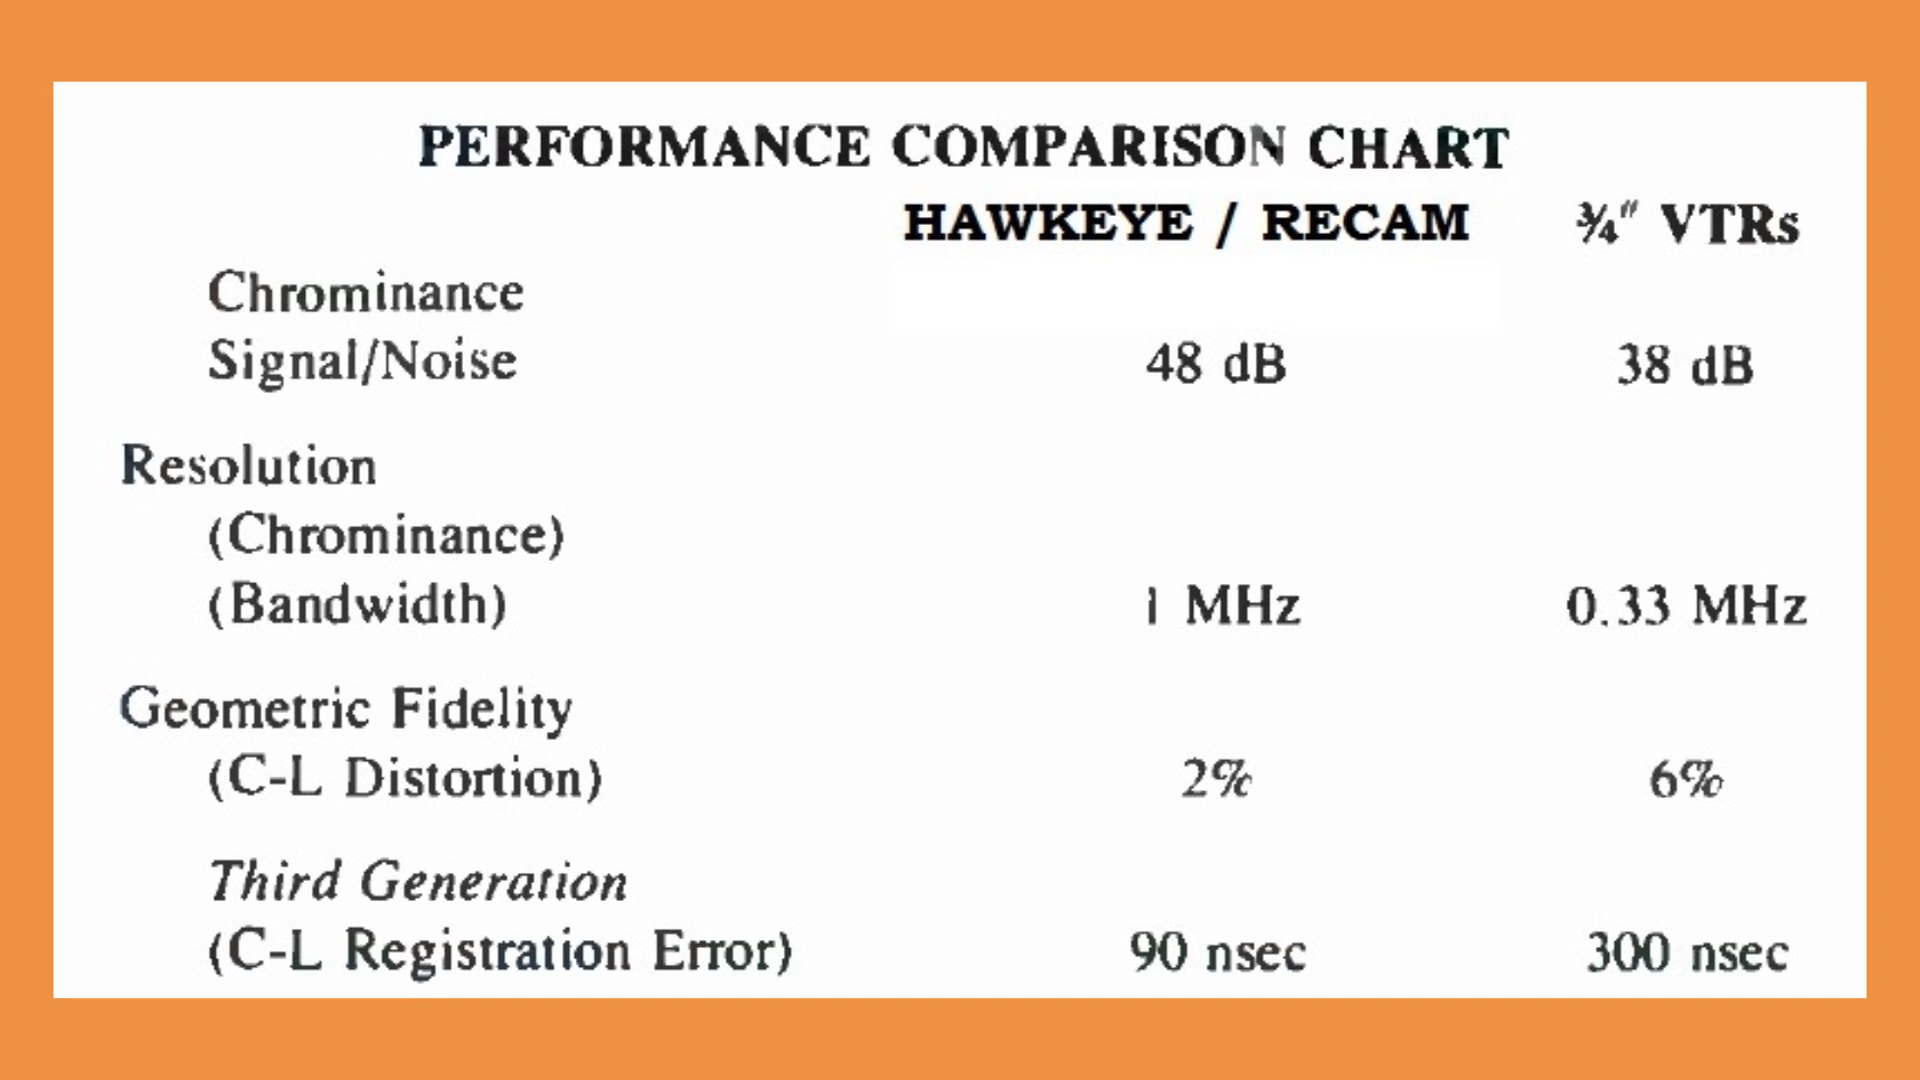 PERFORMANCE COMPARISON CHART
HAWKEYE / RECAM ¾" VTRs
Chrominance
Signal/Noise 48 dB 38 dB
Resolution
(Chrominance)
(Bandwidth) 1 MHz 0.33 MHz
Geometric Fidelity
(C-L Distortion) 2% 6%
Third Generation
(C-L Registration Error) 90 nsec 300 nsec